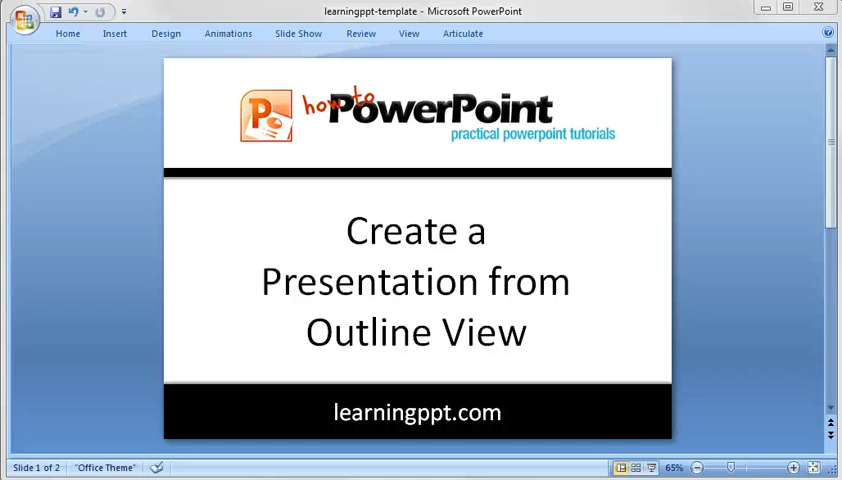 learningppt-template - Microsoft PowerPoint
Home Insert Design Animations Slide Show Review View Articulate
how to
PowerPoint
practical powerpoint tutorials
Create a
Presentation from
Outline View
learningppt.com
Slide 1 of 2 "Office Theme" 65%